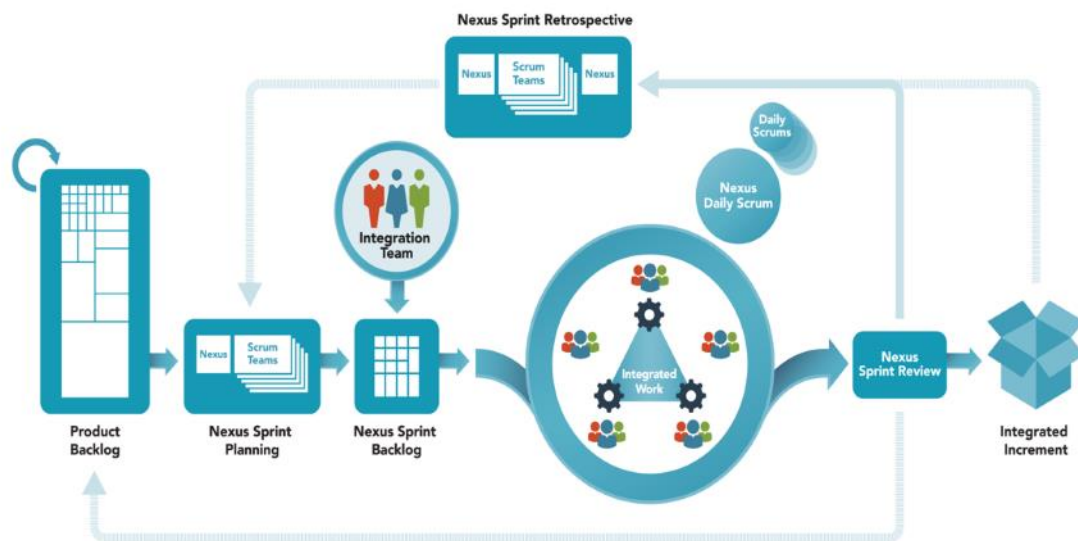 Nexus Sprint Retrospective
Nexus
Scrum
Teams
Nexus
Daily
Scrums
Nexus
Daily Scrum
Integration
Team
Nexus
Scrum
Teams
Integrated
Work
Nexus
Sprint Review
Product
Backlog
Nexus Sprint
Planning
Nexus Sprint
Backlog
Integrated
Increment